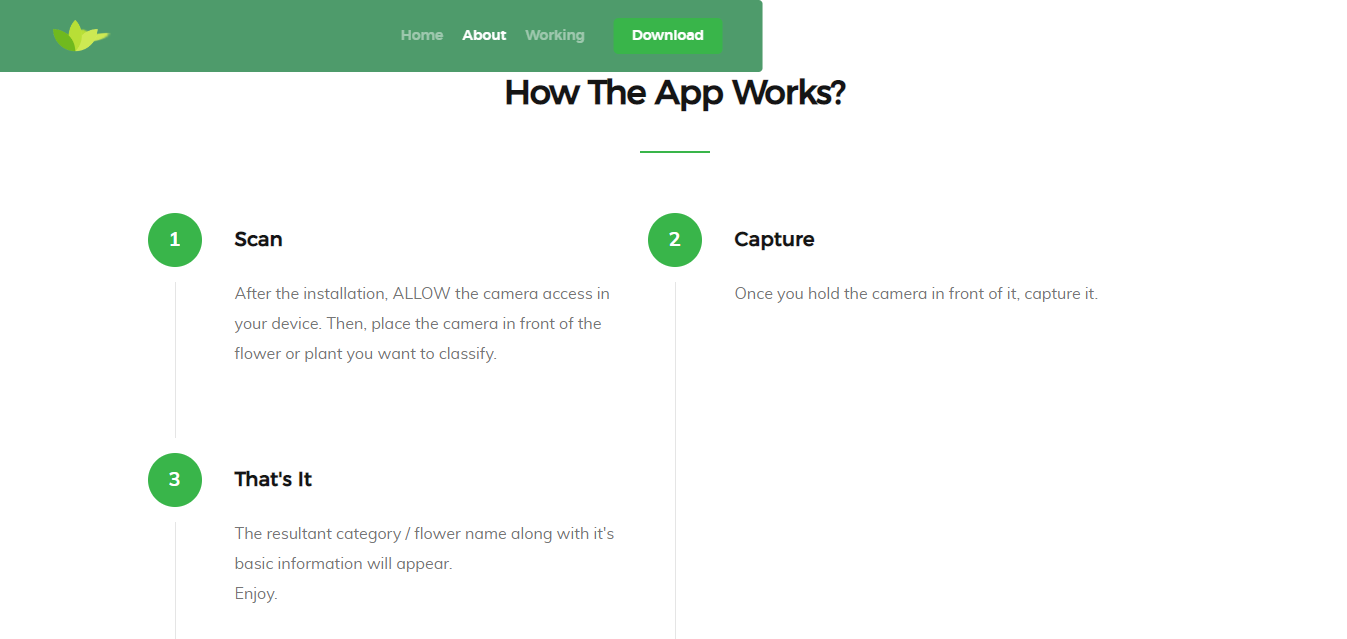 Home About Working Download
How The App Works?
1 Scan
After the installation, ALLOW the camera access in
your device. Then, place the camera in front of the
flower or plant you want to classify.
2 Capture
Once you hold the camera in front of it, capture it.
3 That's It
The resultant category / flower name along with it's
basic information will appear.
Enjoy.